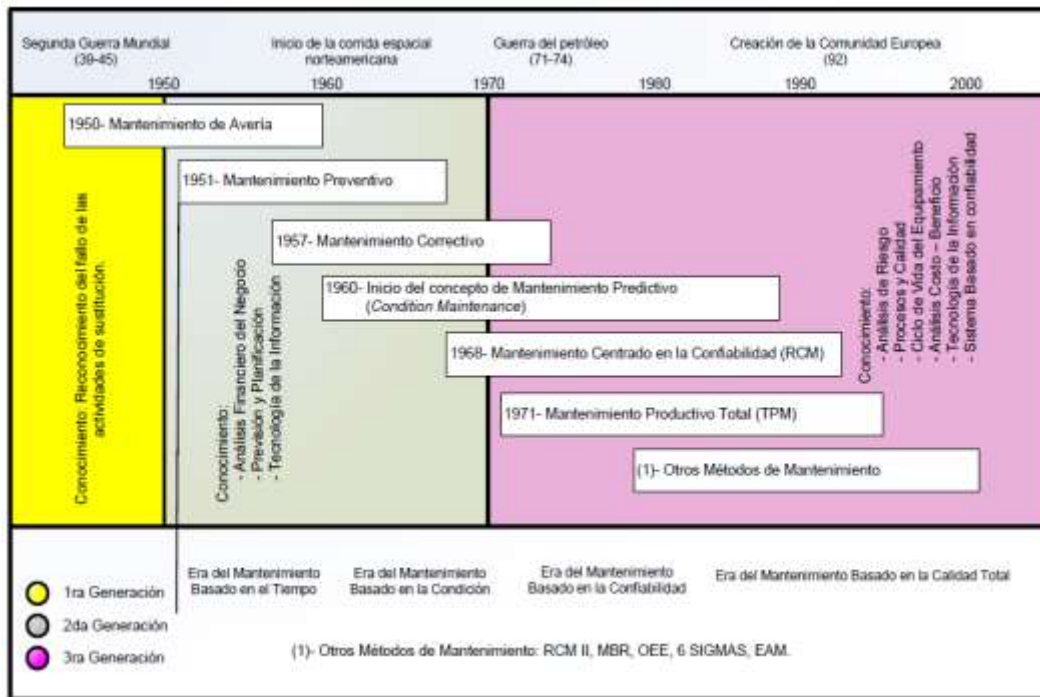 Segunda Guerra Mundial
(39-45)
Inicio de la corrida espacial
norteamericana
Guerra del petróleo
(71-74)
Creación de la Comunidad Europea
(92)
1950
1960
1970
1980
1990
2000
1950- Mantenimiento de Avería
1951- Mantenimiento Preventivo
1957- Mantenimiento Correctivo
1960- Inicio del concepto de Mantenimiento Predictivo
(Condition Maintenance)
1968- Mantenimiento Centrado en la Confiabilidad (RCM)
1971- Mantenimiento Productivo Total (TPM)
(1)- Otros Métodos de Mantenimiento
Conocimiento: Reconocimiento del fallo de las
actividades de sustitución.
Conocimiento:
- Análisis Financiero del Negocio
- Previsión y Planificación
- Tecnología de la Información
Conocimiento:
- Análisis de Riesgo
- Procesos y Calidad
- Ciclo de Vida del Equipamiento
- Análisis Costo – Beneficio
- Tecnología de la Información
- Sistema Basado en confiabilidad
1ra Generación
2da Generación
3ra Generación
Era del Mantenimiento
Basado en el Tiempo
Era del Mantenimiento
Basado en la Condición
Era del Mantenimiento
Basado en la Confiabilidad
Era del Mantenimiento Basado en la Calidad Total
(1)- Otros Métodos de Mantenimiento: RCM II, MBR, OEE, 6 SIGMAS, EAM.